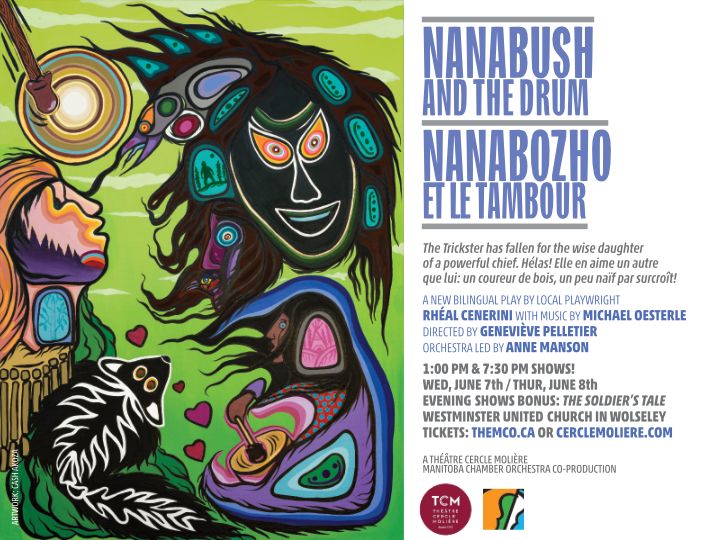 NANABUSH
AND THE DRUM
NANABOZHO
ET LE TAMBOUR
The Trickster has fallen for the wise daughter
of a powerful chief. Hélas! Elle en aime un autre
que lui: un coureur de bois, un peu naïf par surcroît!
A NEW BILINGUAL PLAY BY LOCAL PLAYWRIGHT
RHÉAL CENERINI WITH MUSIC BY MICHAEL OESTERLE
DIRECTED BY GENEVIÈVE PELLETIER
ORCHESTRA LED BY ANNE MANSON
1:00 PM & 7:30 PM SHOWS!
WED, JUNE 7th / THUR, JUNE 8th
EVENING SHOWS BONUS: THE SOLDIER'S TALE
WESTMINSTER UNITED CHURCH IN WOLSELEY
TICKETS: THEMCO.CA OR CERCLEMOLIERE.COM
A THÉÂTRE CERCLE MOLIÈRE
MANITOBA CHAMBER ORCHESTRA CO-PRODUCTION
TCM
THÉÂTRE
CERCLE
MOLIÈRE
ARTWORK: CASH AKOZA